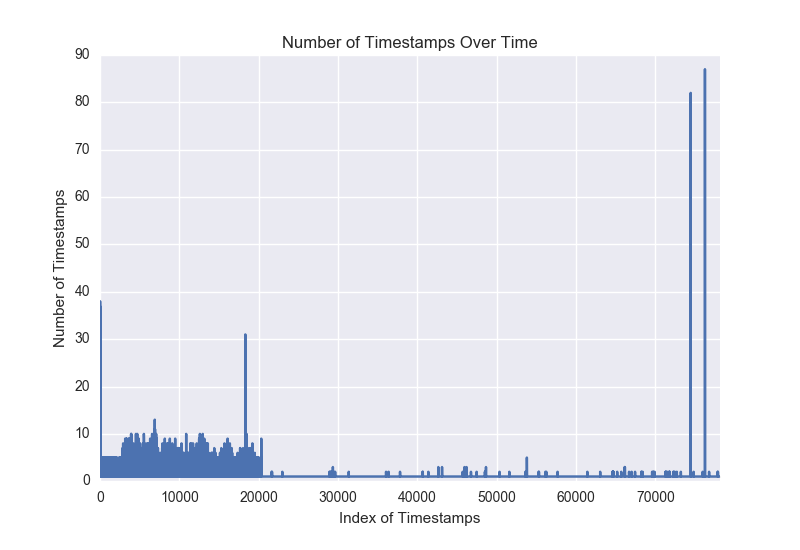 Number of Timestamps Over Time
90
80
70
60
50
40
30
20
10
0
Number of Timestamps
0 10000 20000 30000 40000 50000 60000 70000
Index of Timestamps